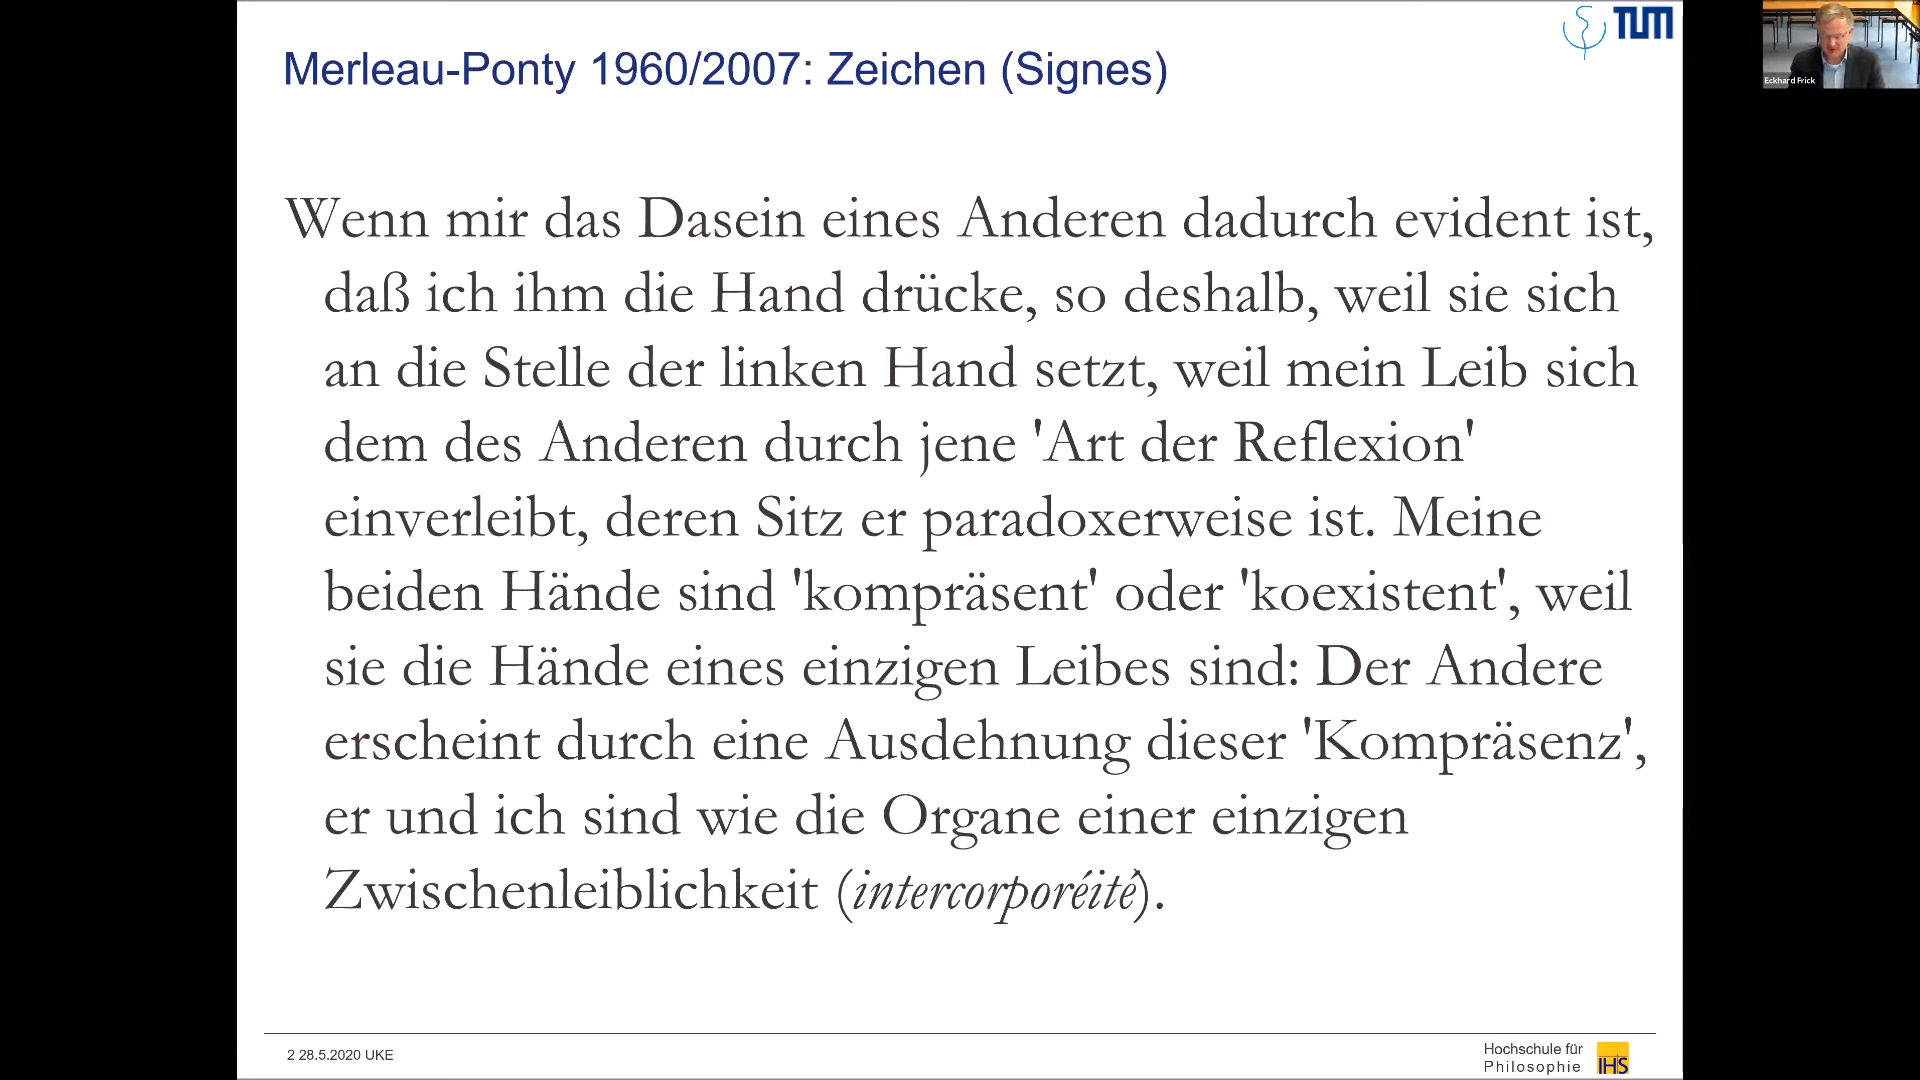 Merleau-Ponty 1960/2007: Zeichen (Signes)
TUM
Eckhard Frick
Wenn mir das Dasein eines Anderen dadurch evident ist,
daß ich ihm die Hand drücke, so deshalb, weil sie sich
an die Stelle der linken Hand setzt, weil mein Leib sich
dem des Anderen durch jene 'Art der Reflexion'
einverleibt, deren Sitz er paradoxerweise ist. Meine
beiden Hände sind 'kompräsent' oder 'koexistent', weil
sie die Hände eines einzigen Leibes sind: Der Andere
erscheint durch eine Ausdehnung dieser 'Kompräsenz',
er und ich sind wie die Organe einer einzigen
Zwischenleiblichkeit (intercorporéité).
2 28.5.2020 UKE
Hochschule für
Philosophie
IHS